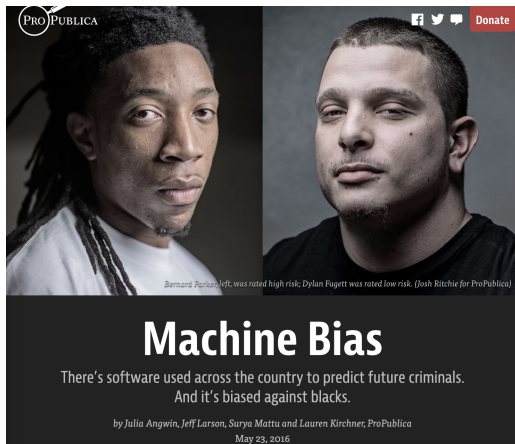 PROPUBLICA
Donate
Bernard Parker, left, was rated high risk; Dylan Fugett was rated low risk. (Josh Ritchie for ProPublica)
Machine Bias
There's software used across the country to predict future criminals.
And it's biased against blacks.
by Julia Angwin, Jeff Larson, Surya Mattu and Lauren Kirchner, ProPublica
May 23, 2016